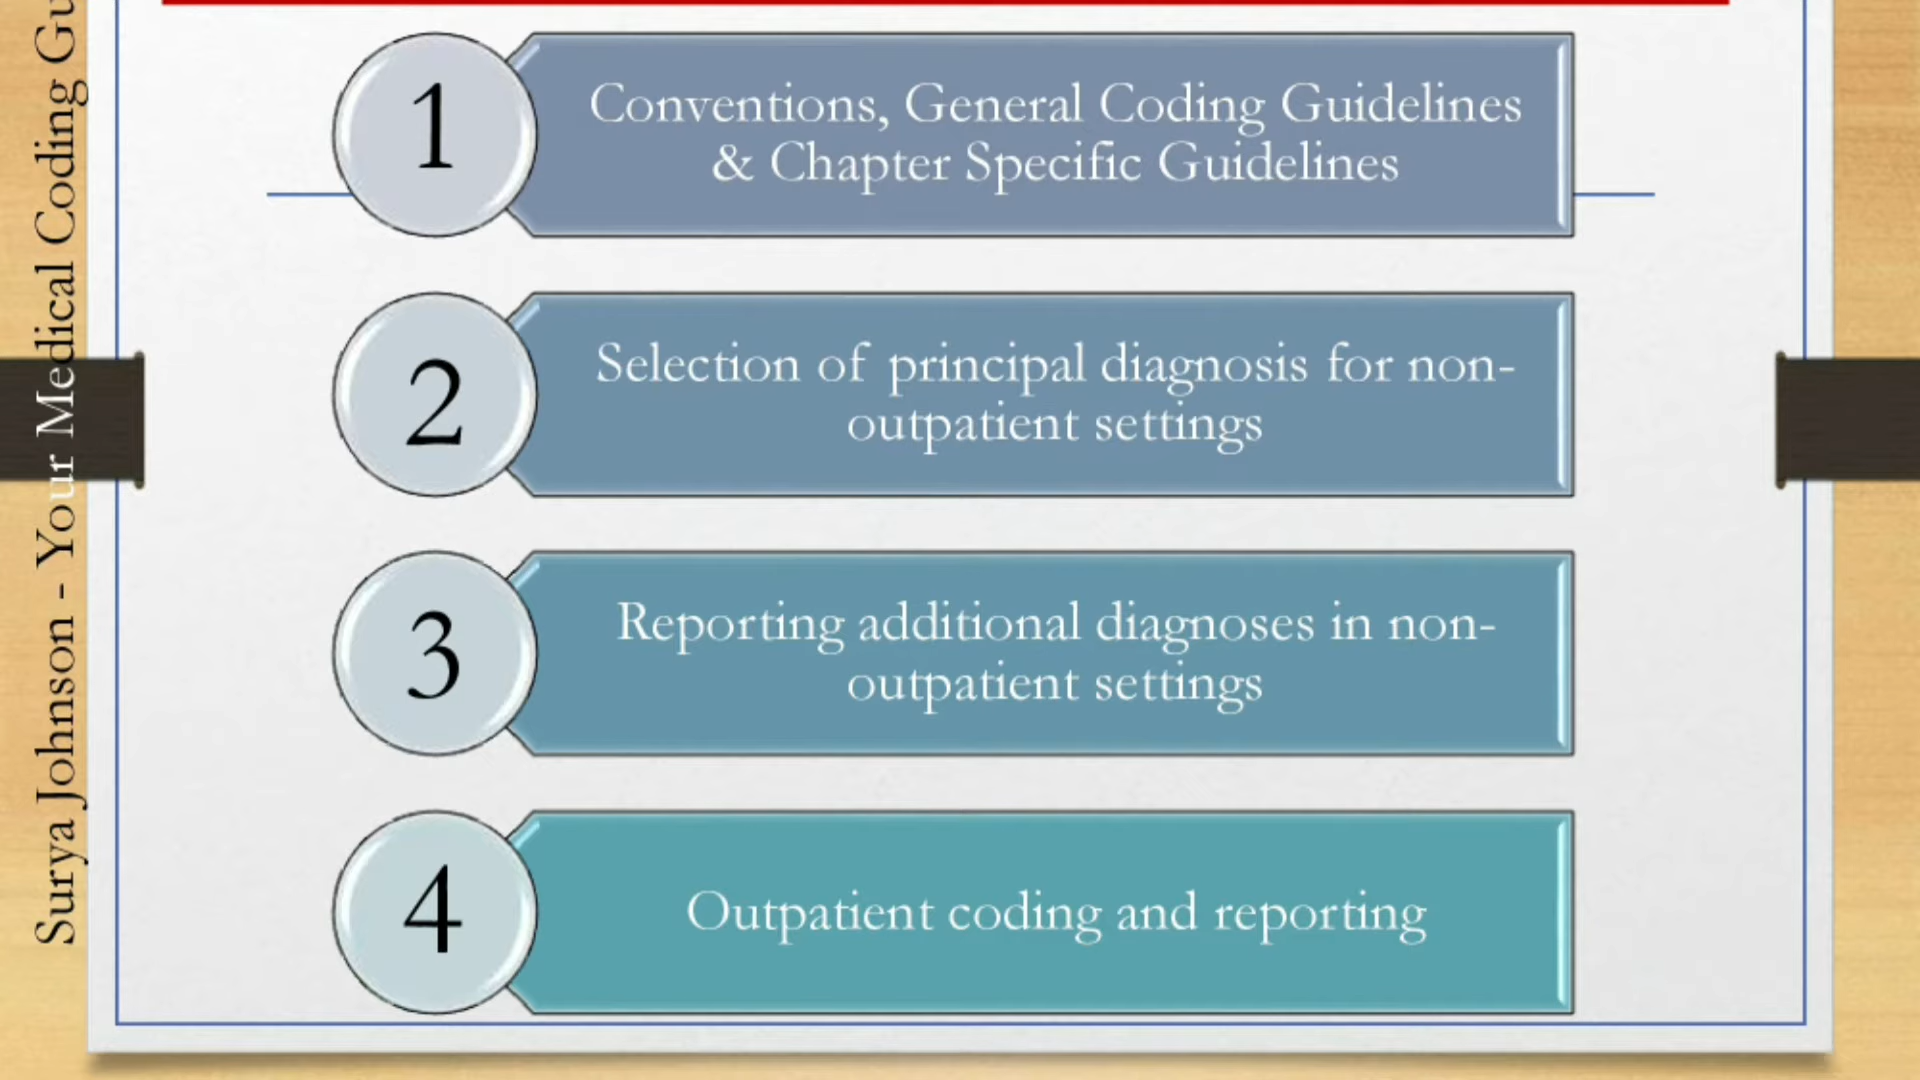 1
Conventions, General Coding Guidelines
& Chapter Specific Guidelines
2
Selection of principal diagnosis for non-
outpatient settings
3
Reporting additional diagnoses in non-
outpatient settings
4
Outpatient coding and reporting
Surya Johnson - Your Medical Coding Gu